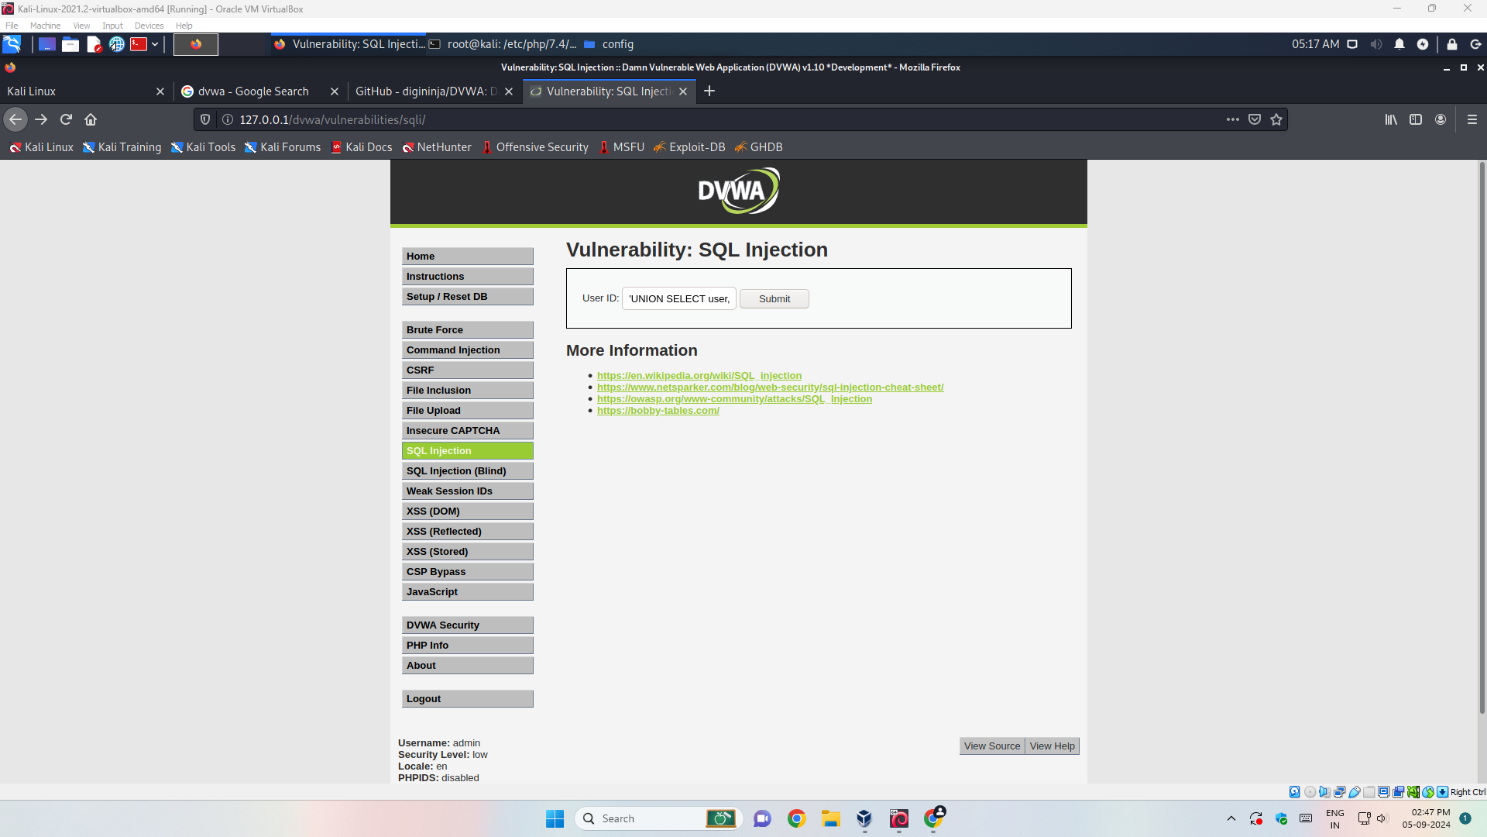 Kali-Linux-2021.2-virtualbox-amd64 [Running] - Oracle VM VirtualBox
File Machine View Input Devices Help
Vulnerability: SQL Injecti... root@kali: /etc/php/7.4/... config 05:17 AM
Vulnerability: SQL Injection :: Damn Vulnerable Web Application (DVWA) v1.10 *Development* - Mozilla Firefox
Kali Linux dvwa - Google Search GitHub - digininja/DVWA: D Vulnerability: SQL Injecti
127.0.0.1/dvwa/vulnerabilities/sqli/
Kali Linux Kali Training Kali Tools Kali Forums Kali Docs NetHunter Offensive Security MSFU Exploit-DB GHDB
DVWA
Home
Instructions
Setup / Reset DB
Brute Force
Command Injection
CSRF
File Inclusion
File Upload
Insecure CAPTCHA
SQL Injection
SQL Injection (Blind)
Weak Session IDs
XSS (DOM)
XSS (Reflected)
XSS (Stored)
CSP Bypass
JavaScript
DVWA Security
PHP Info
About
Logout
Vulnerability: SQL Injection
User ID: 'UNION SELECT user, Submit
More Information
https://en.wikipedia.org/wiki/SQL_injection
https://www.netsparker.com/blog/web-security/sql-injection-cheat-sheet/
https://owasp.org/www-community/attacks/SQL_Injection
https://bobby-tables.com/
Username: admin
Security Level: low
Locale: en
PHPIDS: disabled
View Source View Help
Right Ctrl
Search
ENG
IN
02:47 PM
05-09-2024
1